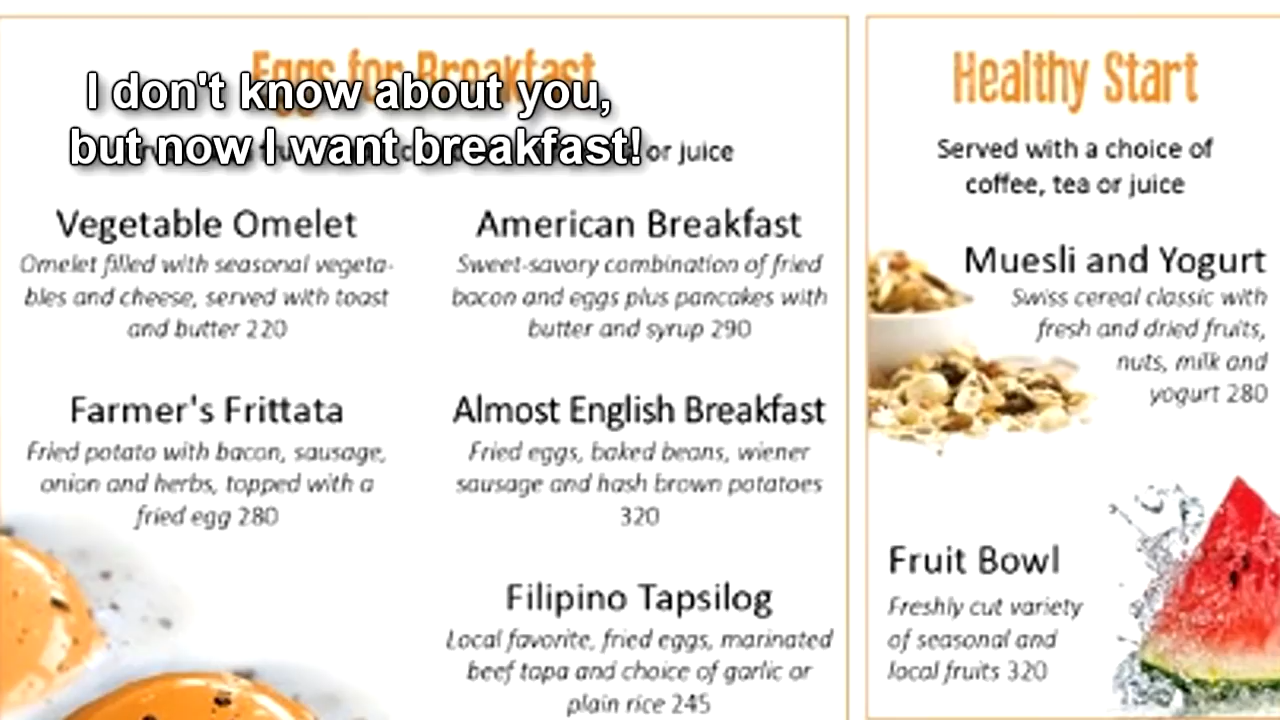 Eggs for Breakfast
I don't know about you,
but now I want breakfast!
or juice
Vegetable Omelet
Omelet filled with seasonal vegeta-
bles and cheese, served with toast
and butter 220
Farmer's Frittata
Fried potato with bacon, sausage,
onion and herbs, topped with a
fried egg 280
American Breakfast
Sweet-savory combination of fried
bacon and eggs plus pancakes with
butter and syrup 290
Almost English Breakfast
Fried eggs, baked beans, wiener
sausage and hash brown potatoes
320
Filipino Tapsilog
Local favorite, fried eggs, marinated
beef tapa and choice of garlic or
plain rice 245
Healthy Start
Served with a choice of
coffee, tea or juice
Muesli and Yogurt
Swiss cereal classic with
fresh and dried fruits,
nuts, milk and
yogurt 280
Fruit Bowl
Freshly cut variety
of seasonal and
local fruits 320